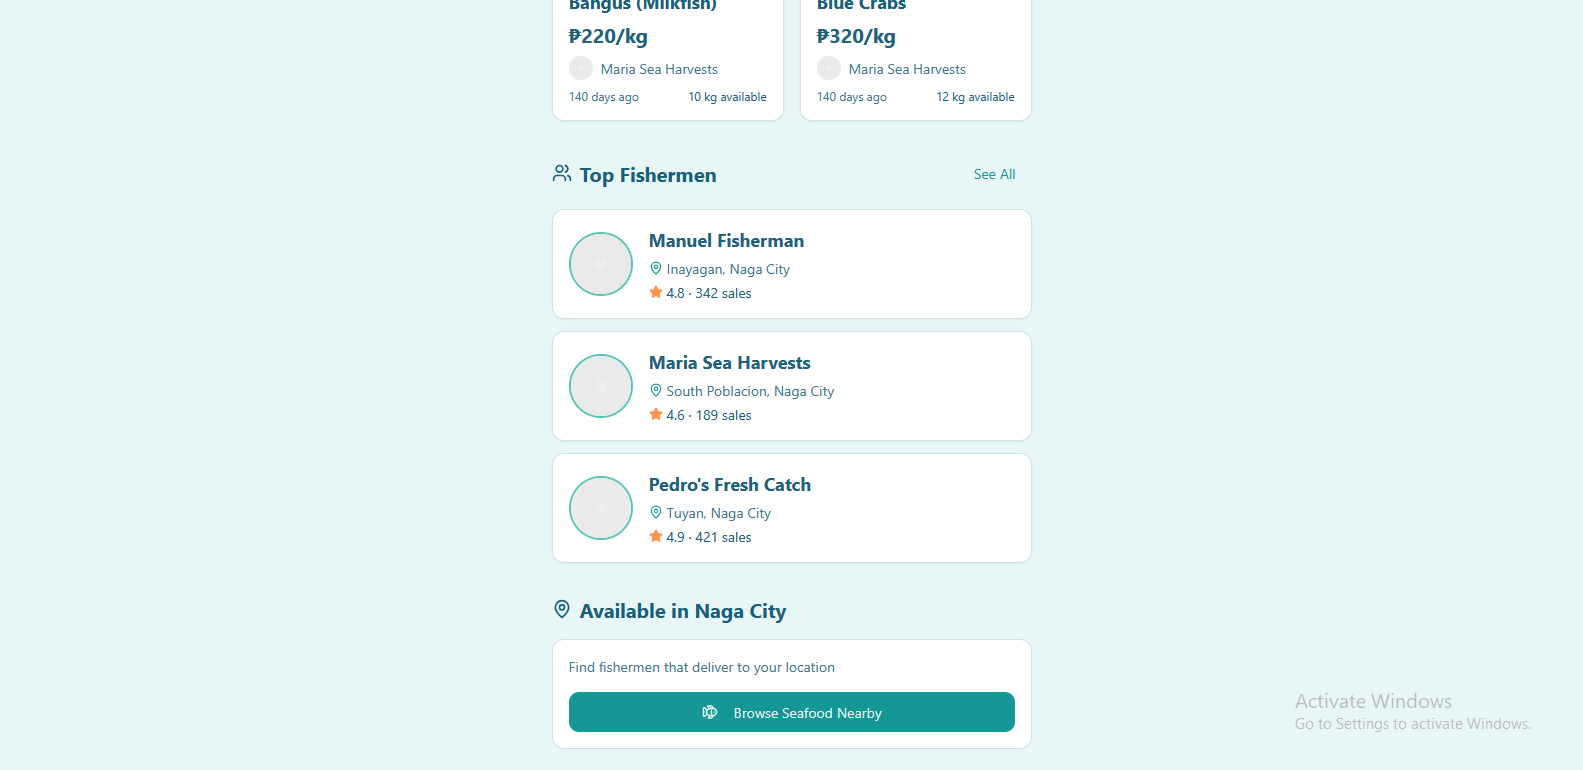 Bangus (Milkfish)
₱220/kg
Maria Sea Harvests
140 days ago 10 kg available
Blue Crabs
₱320/kg
Maria Sea Harvests
140 days ago 12 kg available
Top Fishermen See All
Manuel Fisherman
Inayagan, Naga City
4.8 · 342 sales
Maria Sea Harvests
South Poblacion, Naga City
4.6 · 189 sales
Pedro's Fresh Catch
Tuyan, Naga City
4.9 · 421 sales
Available in Naga City
Find fishermen that deliver to your location
Browse Seafood Nearby
Activate Windows
Go to Settings to activate Windows.